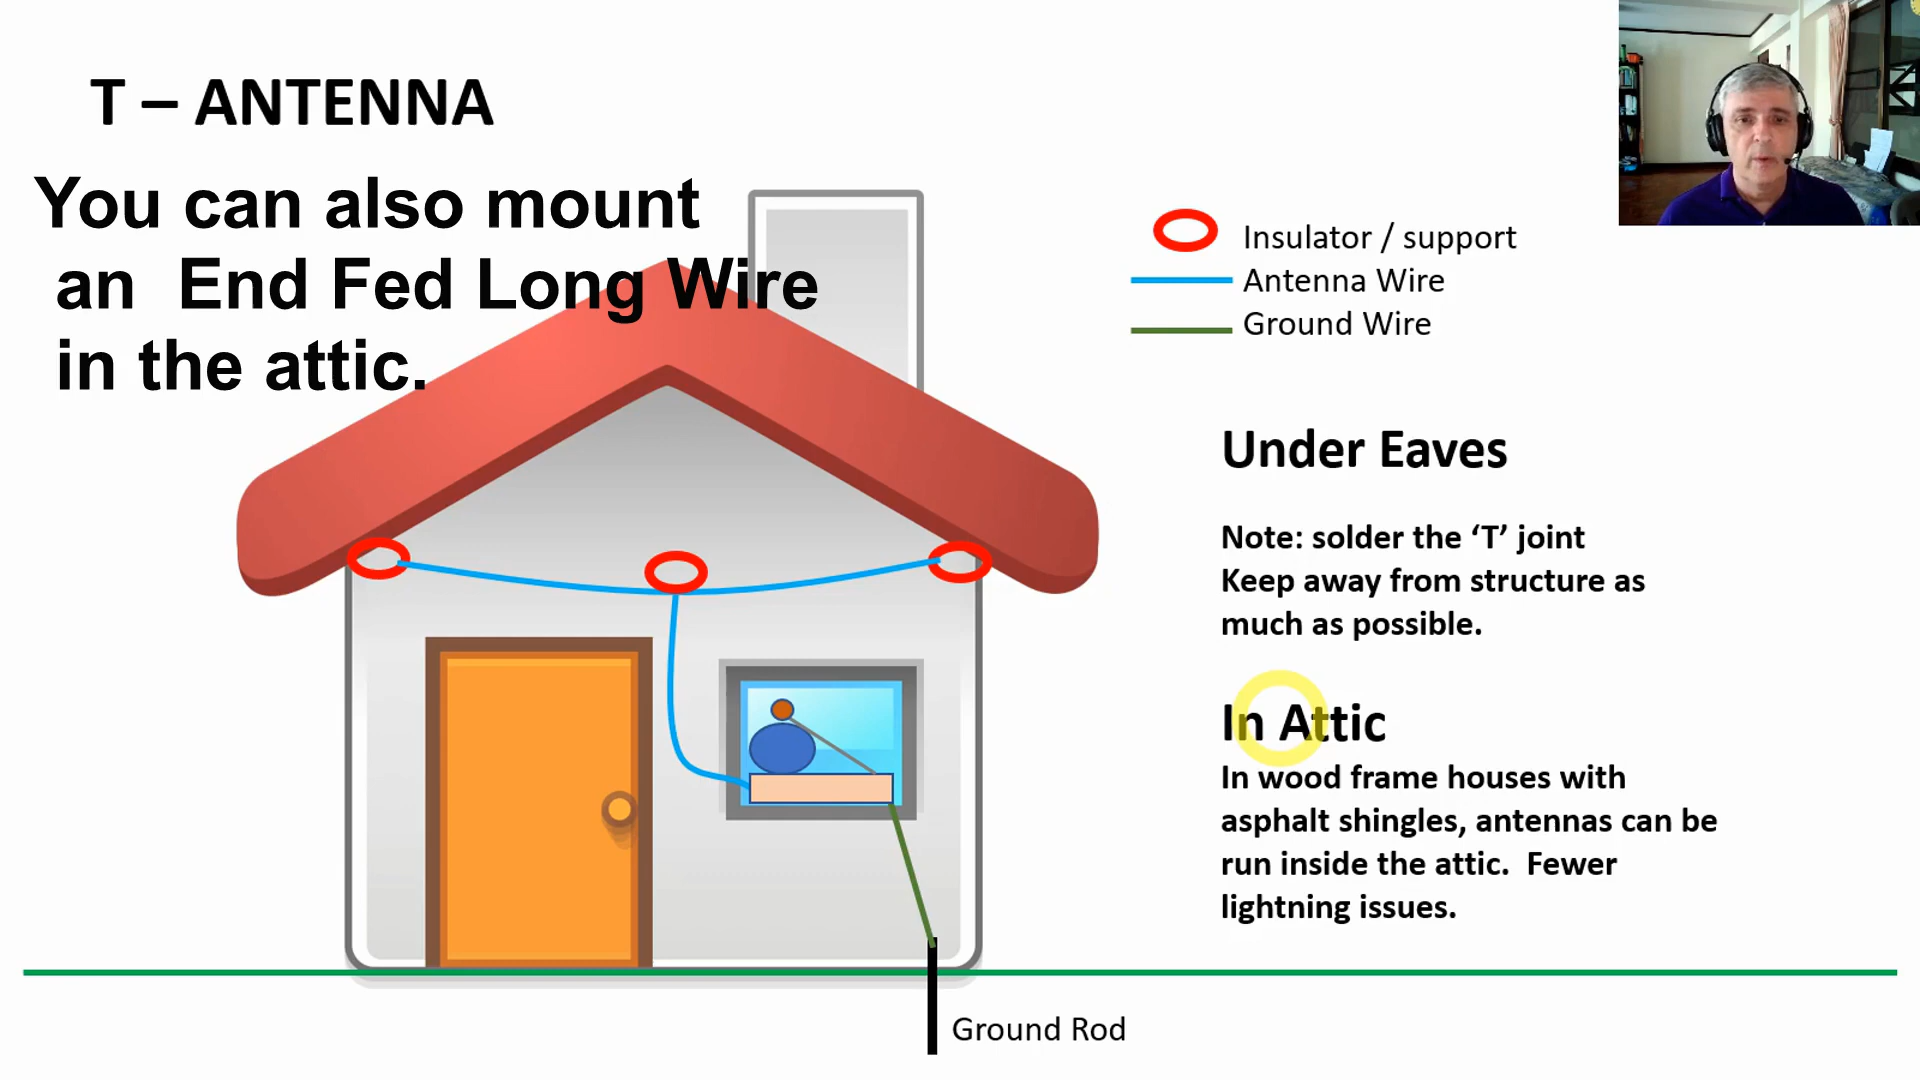 T – ANTENNA
You can also mount
an End Fed Long Wire
in the attic.
Insulator / support
Antenna Wire
Ground Wire
Under Eaves
Note: solder the ‘T’ joint
Keep away from structure as
much as possible.
In Attic
In wood frame houses with
asphalt shingles, antennas can be
run inside the attic. Fewer
lightning issues.
Ground Rod